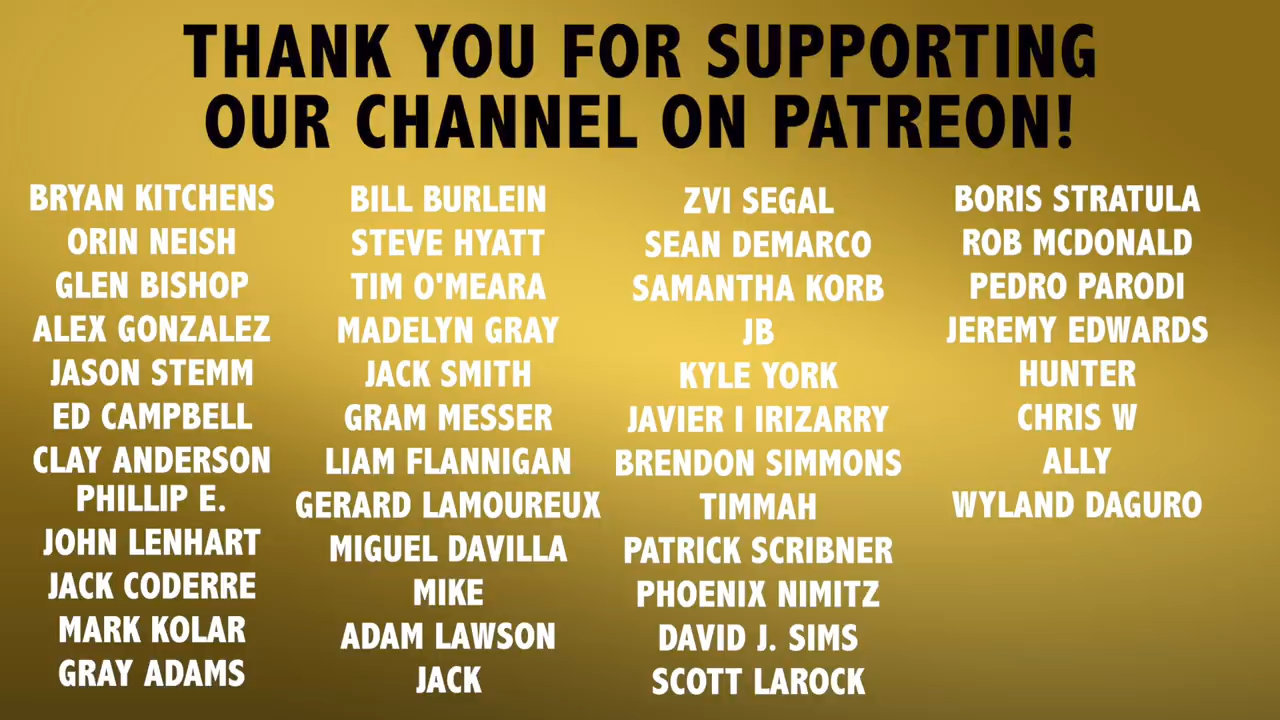 THANK YOU FOR SUPPORTING
OUR CHANNEL ON PATREON!
BRYAN KITCHENS
ORIN NEISH
GLEN BISHOP
ALEX GONZALEZ
JASON STEMM
ED CAMPBELL
CLAY ANDERSON
PHILLIP E.
JOHN LENHART
JACK CODERRE
MARK KOLAR
GRAY ADAMS
BILL BURLEIN
STEVE HYATT
TIM O'MEARA
MADELYN GRAY
JACK SMITH
GRAM MESSER
LIAM FLANNIGAN
GERARD LAMOUREUX
MIGUEL DAVILLA
MIKE
ADAM LAWSON
JACK
ZVI SEGAL
SEAN DEMARCO
SAMANTHA KORB
JB
KYLE YORK
JAVIER I IRIZARRY
BRENDON SIMMONS
TIMMAH
PATRICK SCRIBNER
PHOENIX NIMITZ
DAVID J. SIMS
SCOTT LAROCK
BORIS STRATULA
ROB MCDONALD
PEDRO PARODI
JEREMY EDWARDS
HUNTER
CHRIS W
ALLY
WYLAND DAGURO